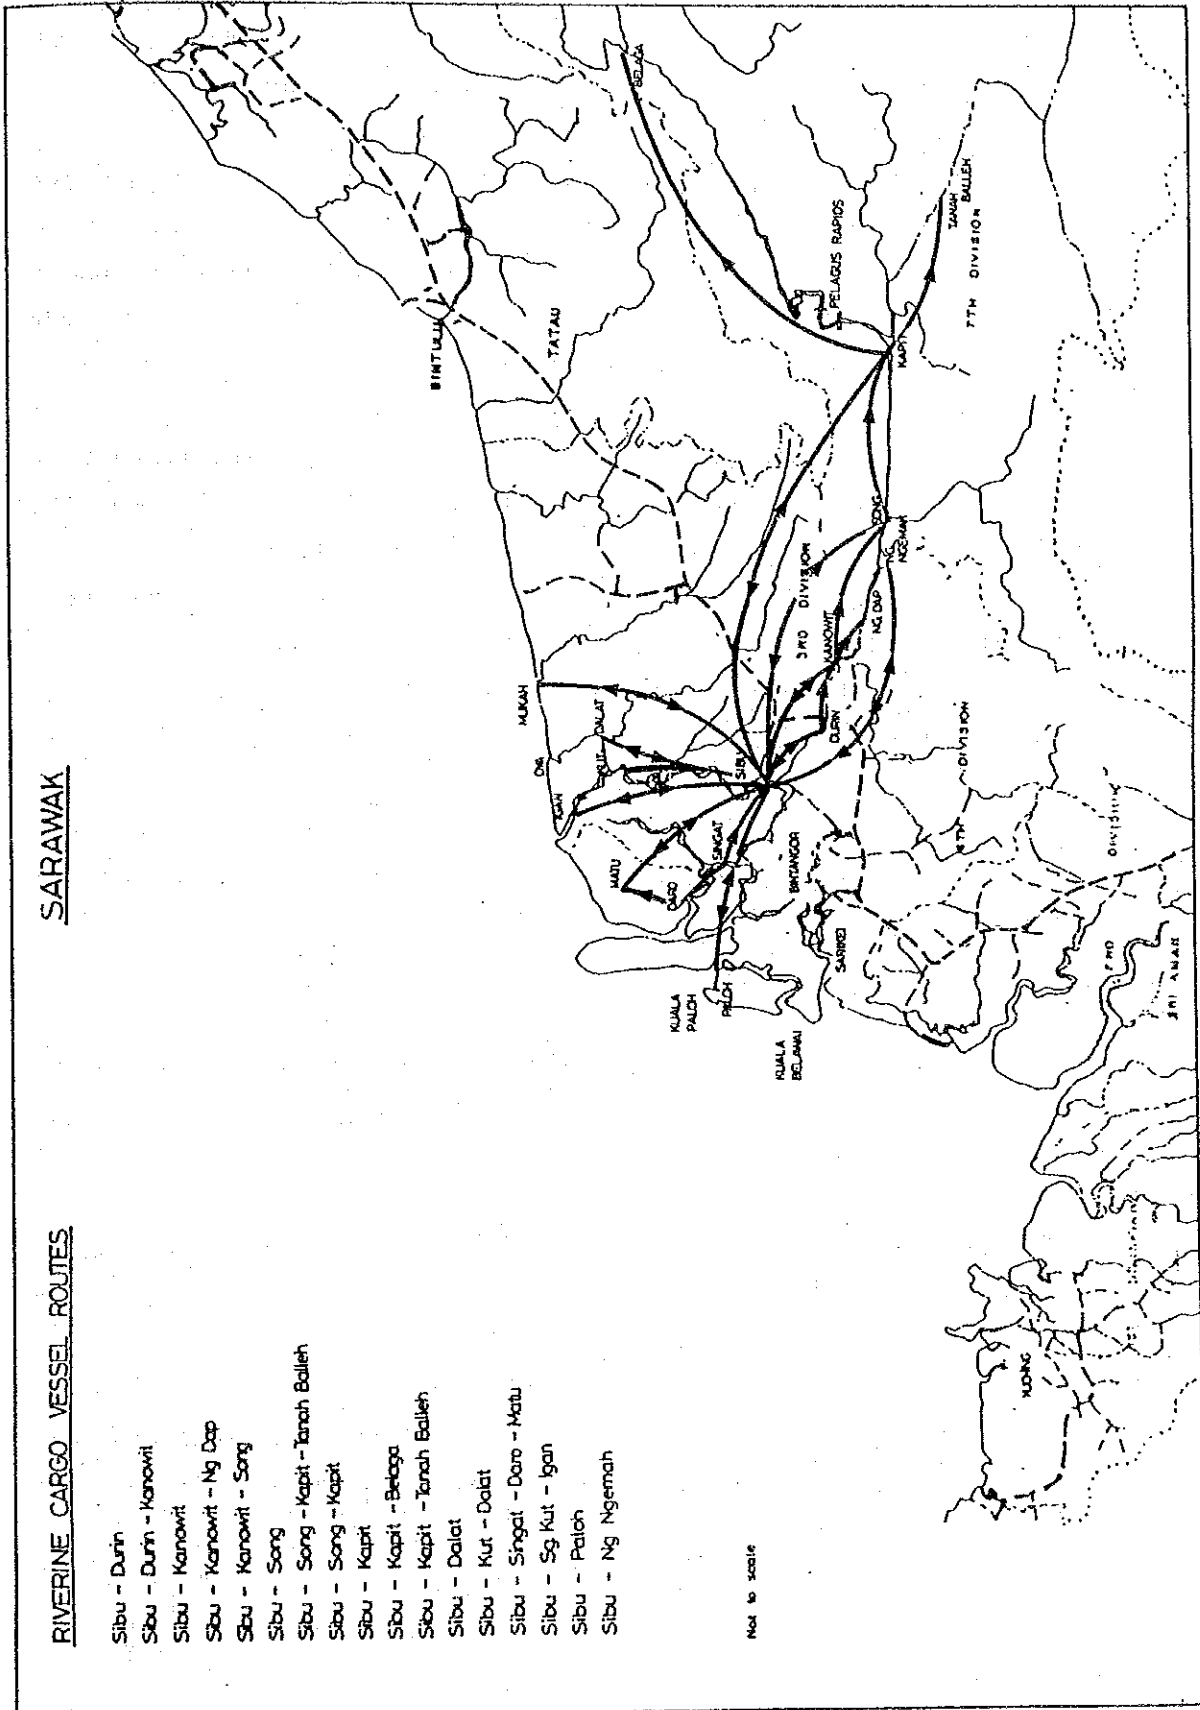 SARAWAK
RIVERINE CARGO VESSEL ROUTES
Sibu - Durin
Sibu - Durin - Kanowit
Sibu - Kanowit
Sibu - Kanowit - Ng Dap
Sibu - Kanowit - Song
Sibu - Song
Sibu - Song - Kapit - Tanah Balleh
Sibu - Song - Kapit
Sibu - Kapit
Sibu - Kapit - Belaga
Sibu - Kapit - Tanah Balleh
Sibu - Dalat
Sibu - Kut - Dalat
Sibu - Singat - Daro - Matu
Sibu - Sg. Kut - Igan
Sibu - Paloh
Sibu - Ng Ngemah
Not to scale
BINTULU
TATAU
BELAGA
PELAGUS RAPIDS
TANAH
BALLEH
7TH DIVISION
KAPIT
SONG
NG
NGEMAH
NG DAP
3RD DIVISION
KANOWIT
DURIN
MUKAH
OYA
DALAT
KUT
IGAN
SIBU
MATU
DARO
SINGAT
BINTANGOR
KUALA
PALOH
PALOH
KUALA
BELAWAI
SARIKEI
6TH DIVISION
DIVISION
2ND
SRI AMAN
KUCHING